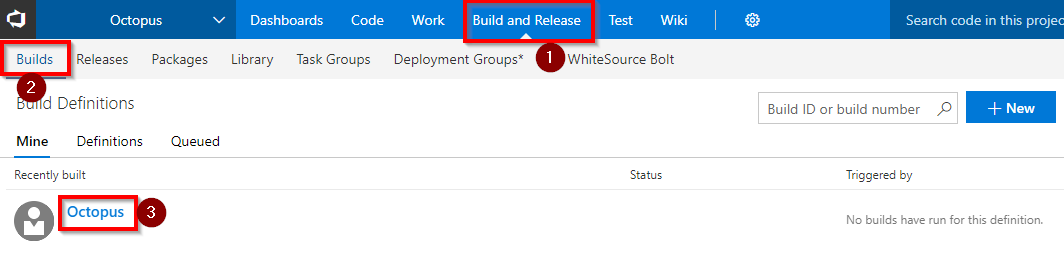 Octopus Dashboards Code Work Build and Release Test Wiki Search code in this projec
1
Builds Releases Packages Library Task Groups Deployment Groups* WhiteSource Bolt
2
Build Definitions
Build ID or build number + New
Mine Definitions Queued
Recently built Status Triggered by
Octopus 3
No builds have run for this definition.